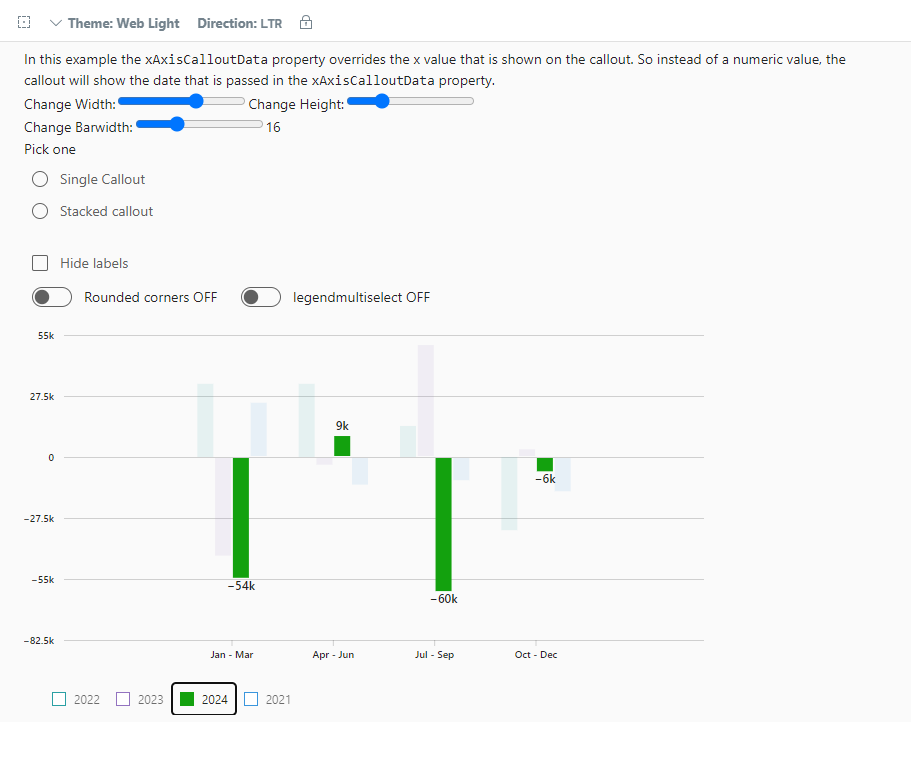 Theme: Web Light Direction: LTR
In this example the xAxisCalloutData property overrides the x value that is shown on the callout. So instead of a numeric value, the
callout will show the date that is passed in the xAxisCalloutData property.
Change Width: Change Height:
Change Barwidth: 16
Pick one
Single Callout
Stacked callout
Hide labels
Rounded corners OFF legendmultiselect OFF
55k
27.5k
9k
0
−6k
−27.5k
−55k
−54k
−60k
−82.5k
Jan - Mar Apr - Jun Jul - Sep Oct - Dec
2022 2023 2024 2021